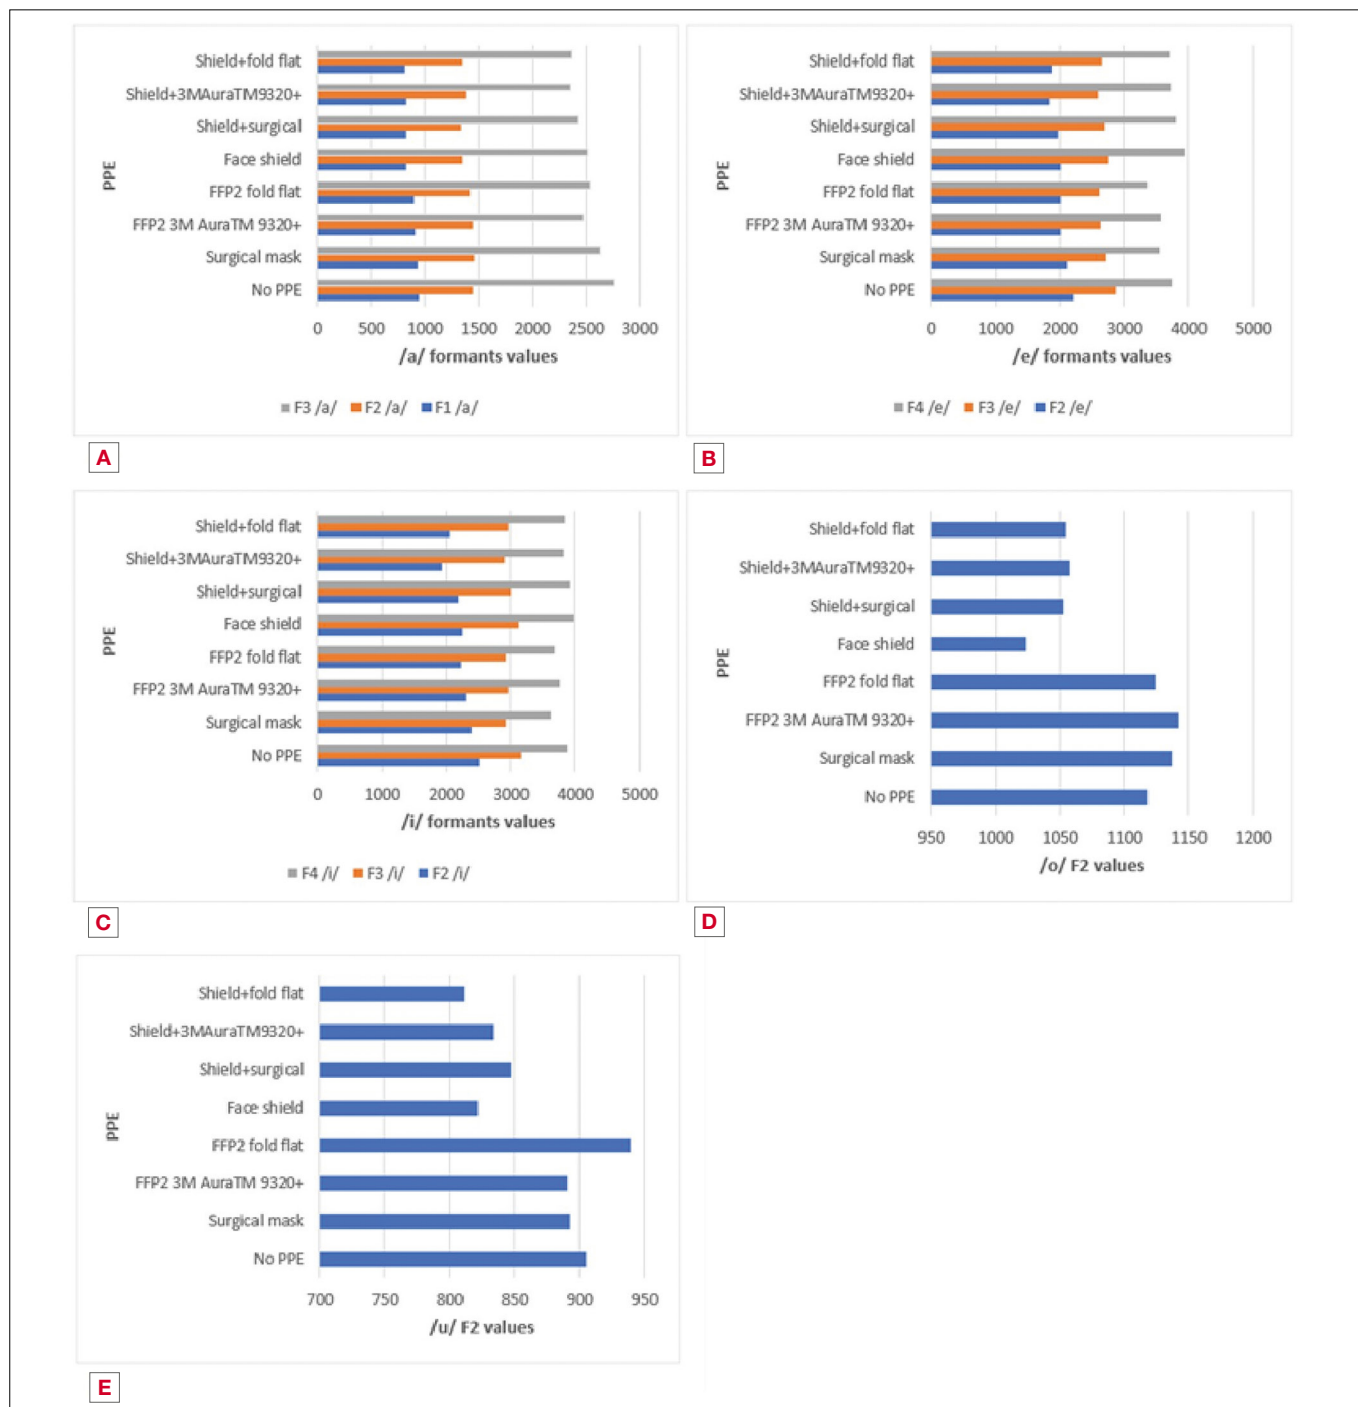 Shield+fold flat
Shield+3MAuraTM9320+
Shield+surgical
Face shield
FFP2 fold flat
FFP2 3M AuraTM 9320+
Surgical mask
No PPE
PPE
0 500 1000 1500 2000 2500 3000
/a/ formants values
F3 /a/ F2 /a/ F1 /a/
A
Shield+fold flat
Shield+3MAuraTM9320+
Shield+surgical
Face shield
FFP2 fold flat
FFP2 3M AuraTM 9320+
Surgical mask
No PPE
PPE
0 1000 2000 3000 4000 5000
/e/ formants values
F4 /e/ F3 /e/ F2 /e/
B
Shield+fold flat
Shield+3MAuraTM9320+
Shield+surgical
Face shield
FFP2 fold flat
FFP2 3M AuraTM 9320+
Surgical mask
No PPE
PPE
0 1000 2000 3000 4000 5000
/i/ formants values
F4 /i/ F3 /i/ F2 /i/
C
Shield+fold flat
Shield+3MAuraTM9320+
Shield+surgical
Face shield
FFP2 fold flat
FFP2 3M AuraTM 9320+
Surgical mask
No PPE
PPE
950 1000 1050 1100 1150 1200
/o/ F2 values
D
Shield+fold flat
Shield+3MAuraTM9320+
Shield+surgical
Face shield
FFP2 fold flat
FFP2 3M AuraTM 9320+
Surgical mask
No PPE
PPE
700 750 800 850 900 950
/u/ F2 values
E